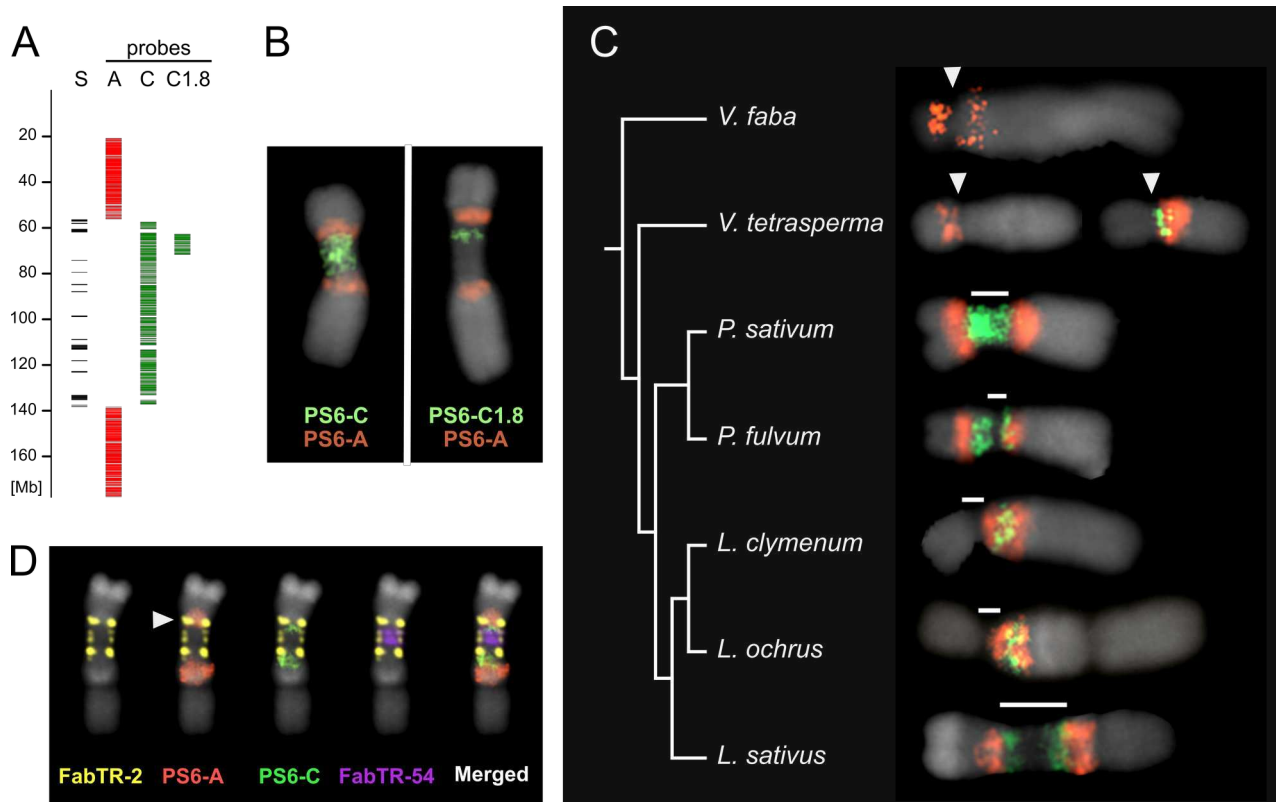 A
probes
S A C C1.8
20
40
60
80
100
120
140
160
[Mb]
B
PS6-C
PS6-A
PS6-C1.8
PS6-A
C
V. faba
V. tetrasperma
P. sativum
P. fulvum
L. clymenum
L. ochrus
L. sativus
D
FabTR-2 PS6-A PS6-C FabTR-54 Merged